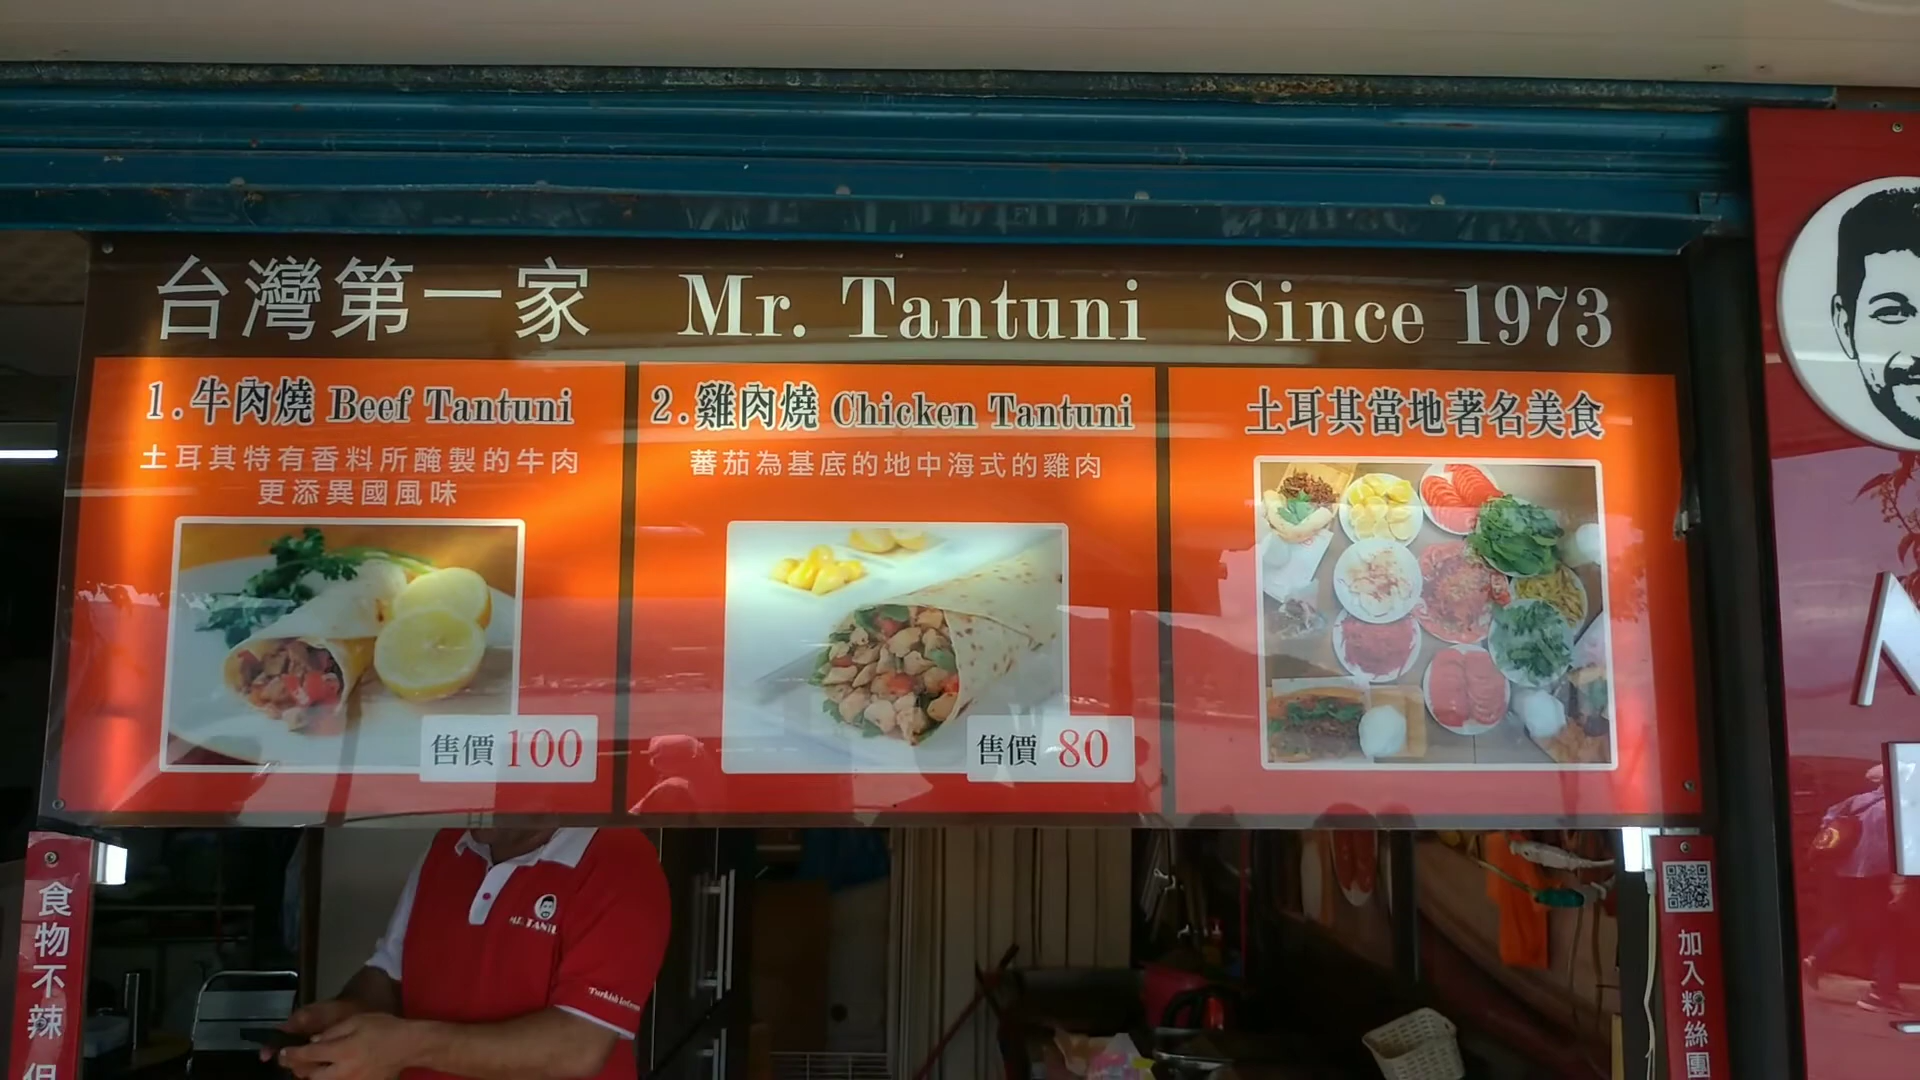 台灣第一家 Mr. Tantuni Since 1973
1.牛肉燒 Beef Tantuni
土耳其特有香料所醃製的牛肉
更添異國風味
售價100
2.雞肉燒 Chicken Tantuni
蕃茄為基底的地中海式的雞肉
售價 80
土耳其當地著名美食
食物不辣
加入粉絲團